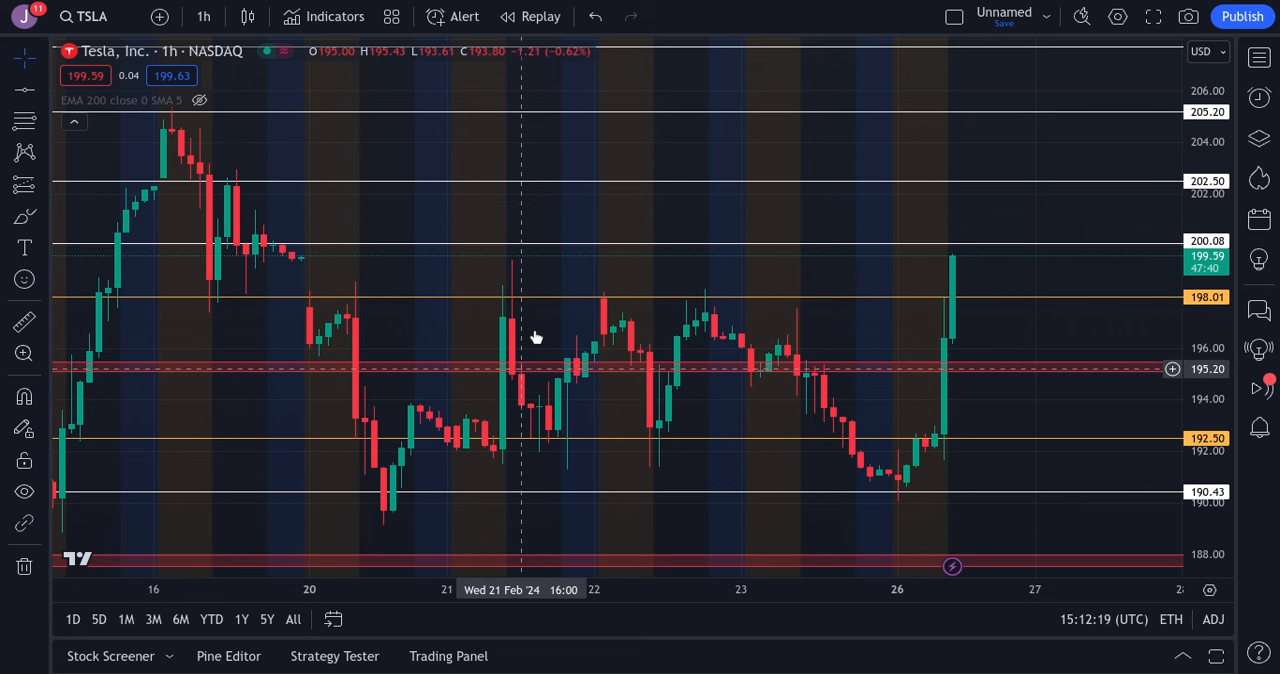 J 11 TSLA 1h Indicators Alert Replay Unnamed Save Publish
Tesla, Inc. · 1h · NASDAQ O195.00 H195.43 L193.61 C193.80 −1.21 (−0.62%) USD
199.59 0.04 199.63
EMA 200 close 0 SMA 5
206.00
205.20
204.00
202.50
202.00
200.08
199.59
47:40
198.01
196.00
195.20
194.00
192.50
192.00
190.43
190.00
188.00
16 20 21 Wed 21 Feb '24 16:00 22 23 26 27
1D 5D 1M 3M 6M YTD 1Y 5Y All 15:12:19 (UTC) ETH ADJ
Stock Screener Pine Editor Strategy Tester Trading Panel